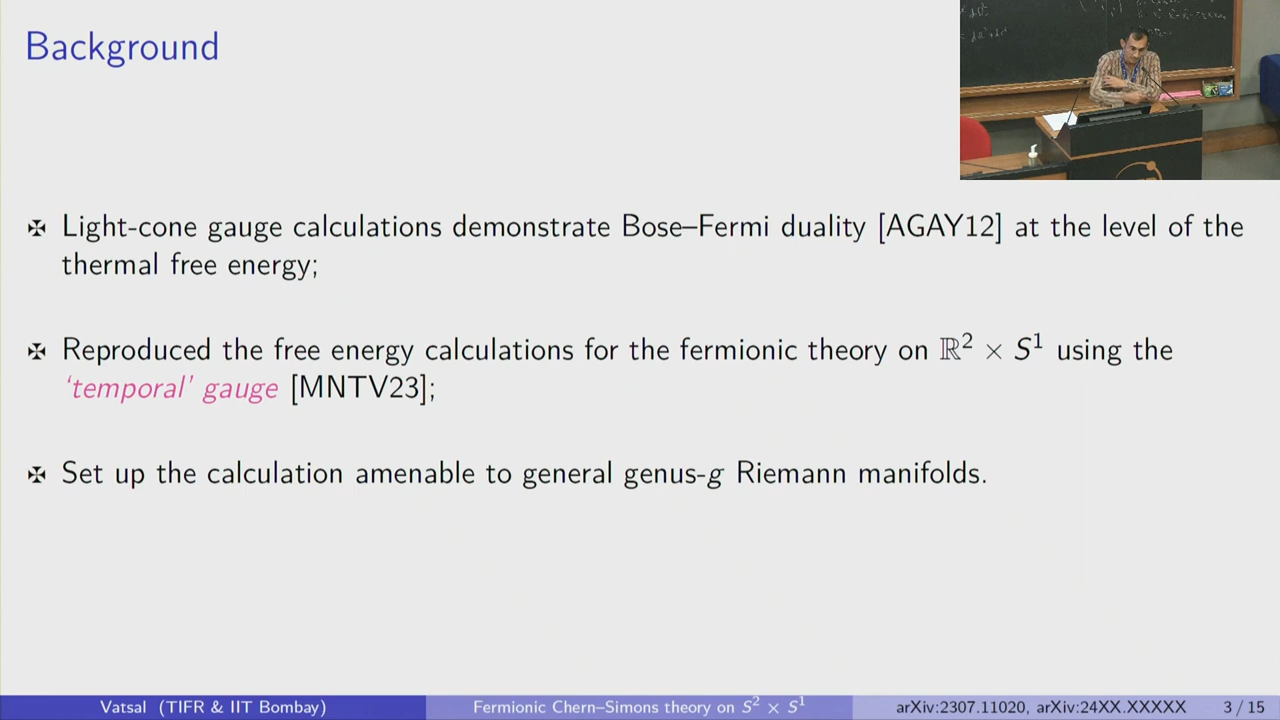 Background
✠ Light-cone gauge calculations demonstrate Bose–Fermi duality [AGAY12] at the level of the
thermal free energy;
✠ Reproduced the free energy calculations for the fermionic theory on ℝ² × S¹ using the
‘temporal’ gauge [MNTV23];
✠ Set up the calculation amenable to general genus-g Riemann manifolds.
Vatsal (TIFR & IIT Bombay) Fermionic Chern–Simons theory on S² × S¹ arXiv:2307.11020, arXiv:24XX.XXXXX 3 / 15